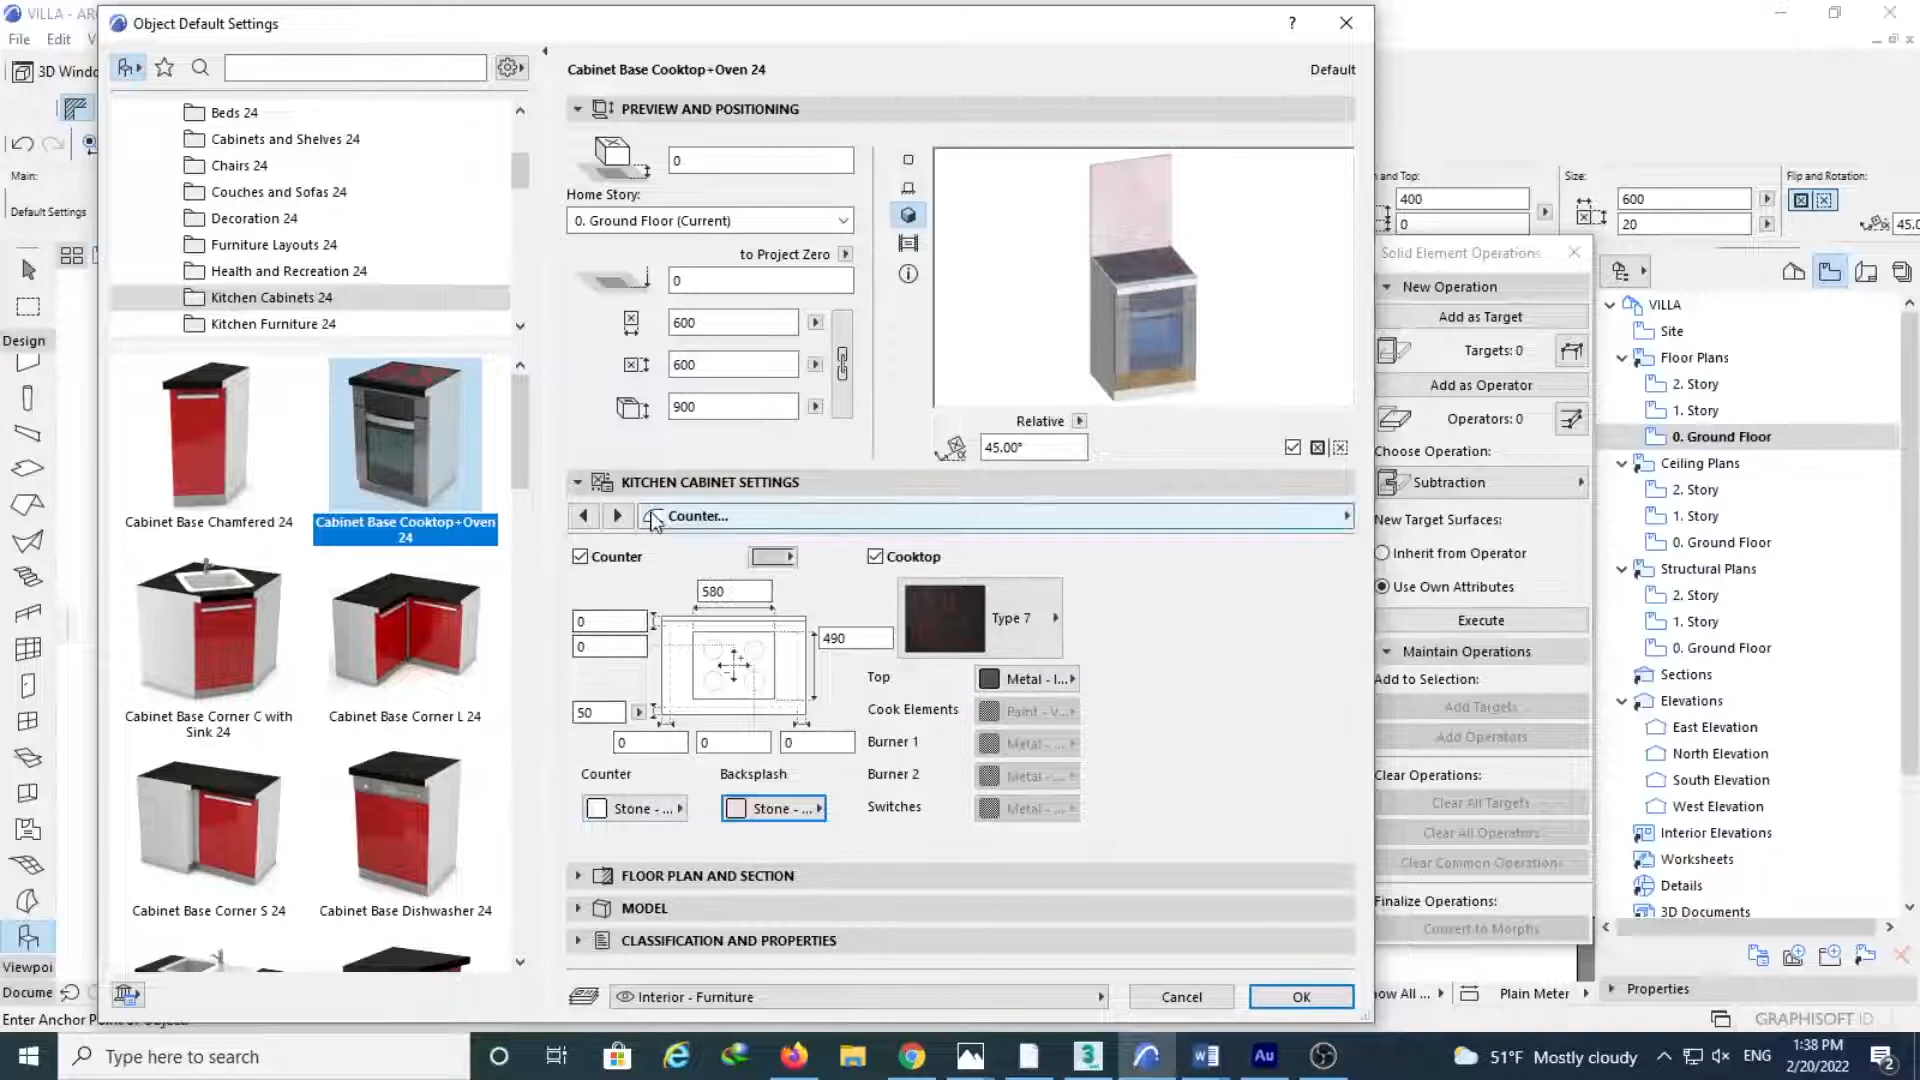 VILLA - AR
Object Default Settings
?
File Edit V
3D Windo
Cabinet Base Cooktop+Oven 24
Default
Beds 24
Cabinets and Shelves 24
Chairs 24
Couches and Sofas 24
Decoration 24
Furniture Layouts 24
Health and Recreation 24
Kitchen Cabinets 24
Kitchen Furniture 24
Main:
Default Settings
Design
Viewpoi
Docume
Enter Anchor P
Cabinet Base Chamfered 24
Cabinet Base Cooktop+Oven
24
Cabinet Base Corner C with
Sink 24
Cabinet Base Corner L 24
Cabinet Base Corner S 24
Cabinet Base Dishwasher 24
PREVIEW AND POSITIONING
0
Home Story:
0. Ground Floor (Current)
to Project Zero
0
600
600
900
Relative
45.00°
KITCHEN CABINET SETTINGS
Counter...
Counter
Cooktop
580
0
0
490
50
0
0
0
Type 7
Top
Metal - I...
Cook Elements
Paint - V...
Burner 1
Metal - ...
Burner 2
Metal - ...
Switches
Metal - ...
Counter
Backsplash
Stone - ...
Stone - ...
FLOOR PLAN AND SECTION
MODEL
CLASSIFICATION AND PROPERTIES
Interior - Furniture
Cancel
OK
n and Top:
400
0
Size:
600
20
Flip and Rotation:
45.0
Solid Element Operations
New Operation
Add as Target
Targets: 0
Add as Operator
Operators: 0
Choose Operation:
Subtraction
New Target Surfaces:
Inherit from Operator
Use Own Attributes
Execute
Maintain Operations
Add to Selection:
Add Targets
Add Operators
Clear Operations:
Clear All Targets
Clear All Operators
Clear Common Operations
Finalize Operations:
Convert to Morphs
how All ...
Plain Meter
VILLA
Site
Floor Plans
2. Story
1. Story
0. Ground Floor
Ceiling Plans
2. Story
1. Story
0. Ground Floor
Structural Plans
2. Story
1. Story
0. Ground Floor
Sections
Elevations
East Elevation
North Elevation
South Elevation
West Elevation
Interior Elevations
Worksheets
Details
3D Documents
Properties
GRAPHISOFT ID
Type here to search
3
W
Au
51°F Mostly cloudy
ENG
1:38 PM
2/20/2022
2